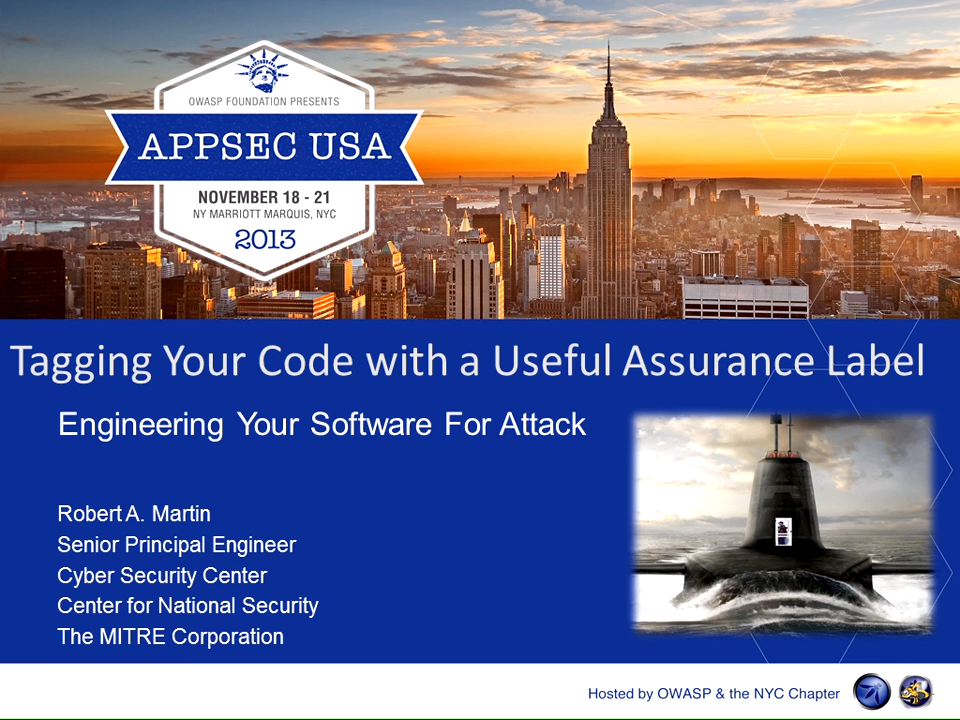 OWASP FOUNDATION PRESENTS
APPSEC USA
NOVEMBER 18 - 21
NY MARRIOTT MARQUIS, NYC
2013
Tagging Your Code with a Useful Assurance Label
Engineering Your Software For Attack
Robert A. Martin
Senior Principal Engineer
Cyber Security Center
Center for National Security
The MITRE Corporation
Hosted by OWASP & the NYC Chapter